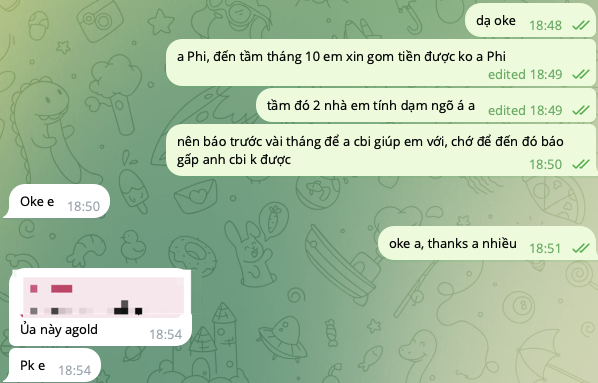 dạ oke 18:48
a Phi, đến tầm tháng 10 em xin gom tiền được ko a Phi
edited 18:49
tầm đó 2 nhà em tính dạm ngõ á a edited 18:49
nên báo trước vài tháng để a cbi giúp em với, chớ để đến đó báo
gấp anh cbi k được
18:50
Oke e 18:50
oke a, thanks a nhiều 18:51
Ủa này agold
18:54
Pk e 18:54